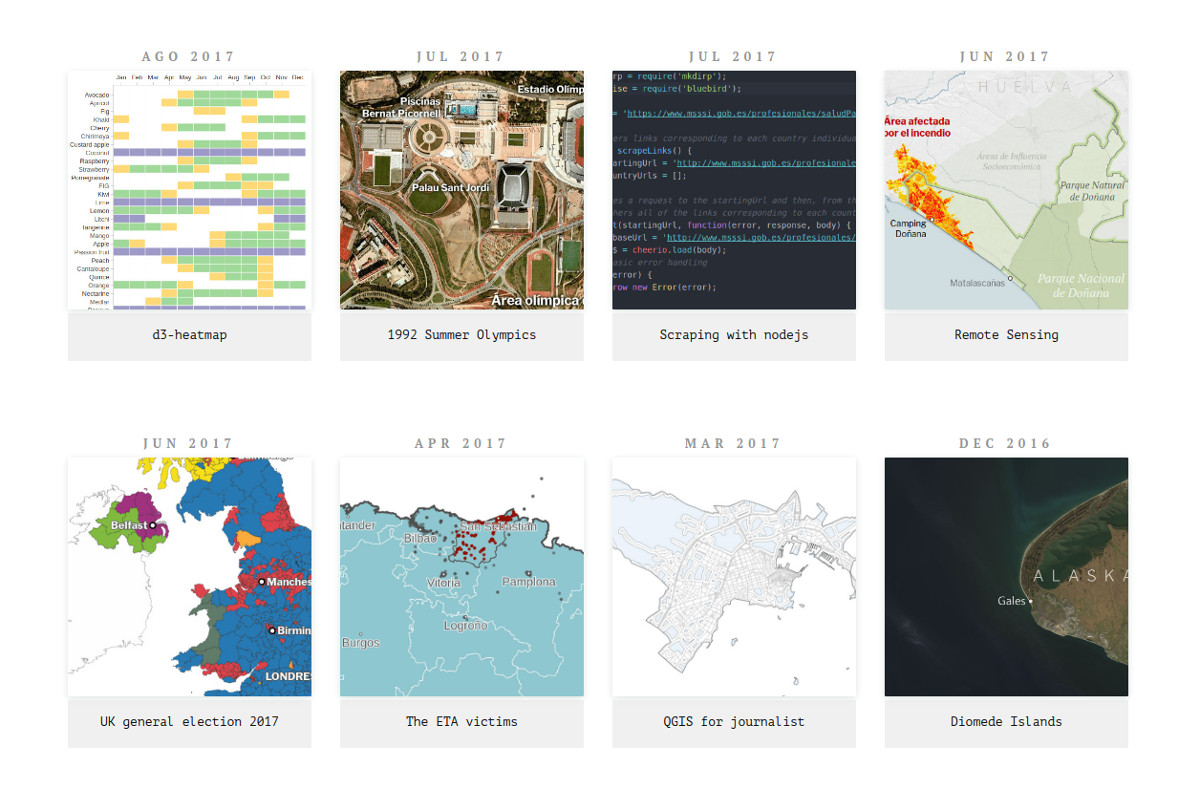 AGO 2017
Jan Feb Mar Apr May Jun Jul Aug Sep Oct Nov Dec
Avocado
Apricot
Fig
Khaki
Cherry
Chirimoya
Custard apple
Coconut
Raspberry
Strawberry
Pomegranate
FIG
Kiwi
Lime
Lemon
Litchi
Tangerine
Mango
Apple
Passion fruit
Peach
Cantaloupe
Quince
Orange
Nectarine
Medlar
d3-heatmap
JUL 2017
Estadio Olímp
Piscinas
Bernat Picornell
Palau Sant Jordi
Área olímpica
1992 Summer Olympics
JUL 2017
rp = require('mkdirp');
ise = require('bluebird');
= 'https://www.msssi.gob.es/profesionales/saludPa
ers links corresponding to each country individua
scrapeLinks() {
artingUrl = 'http://www.msssi.gob.es/profesionale
untryUrls = [];
es a request to the startingUrl and then, from th
hers all of the links corresponding to each count
t(startingUrl, function(error, response, body) {
baseUrl = 'http://www.msssi.gob.es/profesionales/
$ = cheerio.load(body);
asic error handling
error) {
row new Error(error);
Scraping with nodejs
JUN 2017
HUELVA
Área afectada
por el incendio
Áreas de Influencia
Socioeconómica
Parque Natural
de Doñana
Camping
Doñana
Matalascañas
Parque Nacional
de Doñana
Remote Sensing
JUN 2017
Belfast
Manches
Birmin
LONDRE
UK general election 2017
APR 2017
tander
Bilbao
San Sebastián
Vitoria
Pamplona
Logroño
Burgos
The ETA victims
MAR 2017
QGIS for journalist
DEC 2016
ALASKA
Gales
Diomede Islands